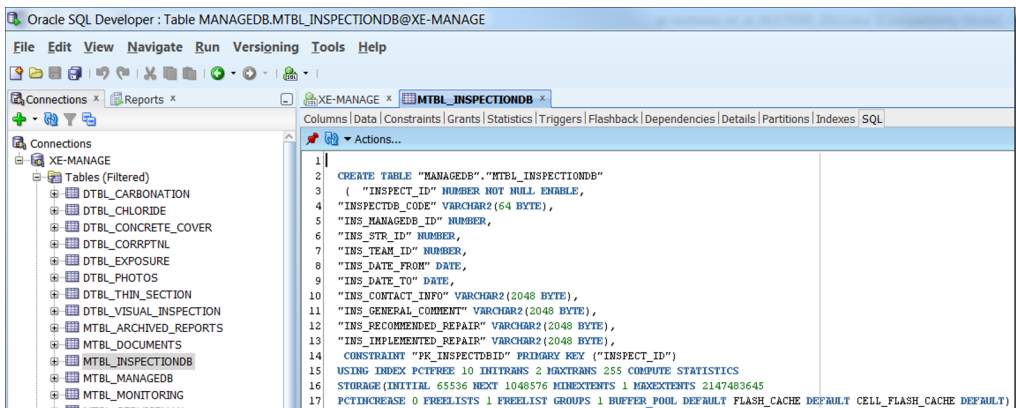 Oracle SQL Developer : Table MANAGEDB.MTBL_INSPECTIONDB@XE-MANAGE
File Edit View Navigate Run Versioning Tools Help
Connections x Reports x
Connections
XE-MANAGE
Tables (Filtered)
DTBL_CARBONATION
DTBL_CHLORIDE
DTBL_CONCRETE_COVER
DTBL_CORRPTNL
DTBL_EXPOSURE
DTBL_PHOTOS
DTBL_THIN_SECTION
DTBL_VISUAL_INSPECTION
MTBL_ARCHIVED_REPORTS
MTBL_DOCUMENTS
MTBL_INSPECTIONDB
MTBL_MANAGEDB
MTBL_MONITORING
XE-MANAGE x MTBL_INSPECTIONDB x
Columns | Data | Constraints | Grants | Statistics | Triggers | Flashback | Dependencies | Details | Partitions | Indexes | SQL
Actions...
1
2 CREATE TABLE "MANAGEDB"."MTBL_INSPECTIONDB"
3 ( "INSPECT_ID" NUMBER NOT NULL ENABLE,
4 "INSPECTDB_CODE" VARCHAR2(64 BYTE),
5 "INS_MANAGEDB_ID" NUMBER,
6 "INS_STR_ID" NUMBER,
7 "INS_TEAM_ID" NUMBER,
8 "INS_DATE_FROM" DATE,
9 "INS_DATE_TO" DATE,
10 "INS_CONTACT_INFO" VARCHAR2(2048 BYTE),
11 "INS_GENERAL_COMMENT" VARCHAR2(2048 BYTE),
12 "INS_RECOMMENDED_REPAIR" VARCHAR2(2048 BYTE),
13 "INS_IMPLEMENTED_REPAIR" VARCHAR2(2048 BYTE),
14 CONSTRAINT "PK_INSPECTDBID" PRIMARY KEY ("INSPECT_ID")
15 USING INDEX PCTFREE 10 INITRANS 2 MAXTRANS 255 COMPUTE STATISTICS
16 STORAGE(INITIAL 65536 NEXT 1048576 MINEXTENTS 1 MAXEXTENTS 2147483645
17 PCTINCREASE 0 FREELISTS 1 FREELIST GROUPS 1 BUFFER_POOL DEFAULT FLASH_CACHE DEFAULT CELL_FLASH_CACHE DEFAULT)